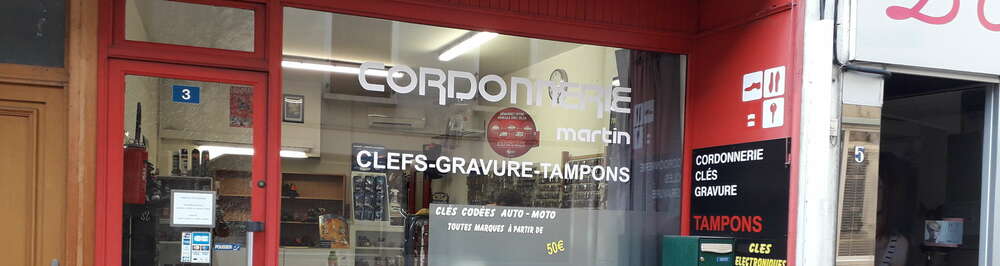 3
CORDONNERIE
martin
CLEFS-GRAVURE-TAMPONS
CLÉS CODÉES AUTO - MOTO
TOUTES MARQUES À PARTIR DE
50€
CORDONNERIE
CLÉS
GRAVURE
TAMPONS
CLES
ELECTRONIQUES
5